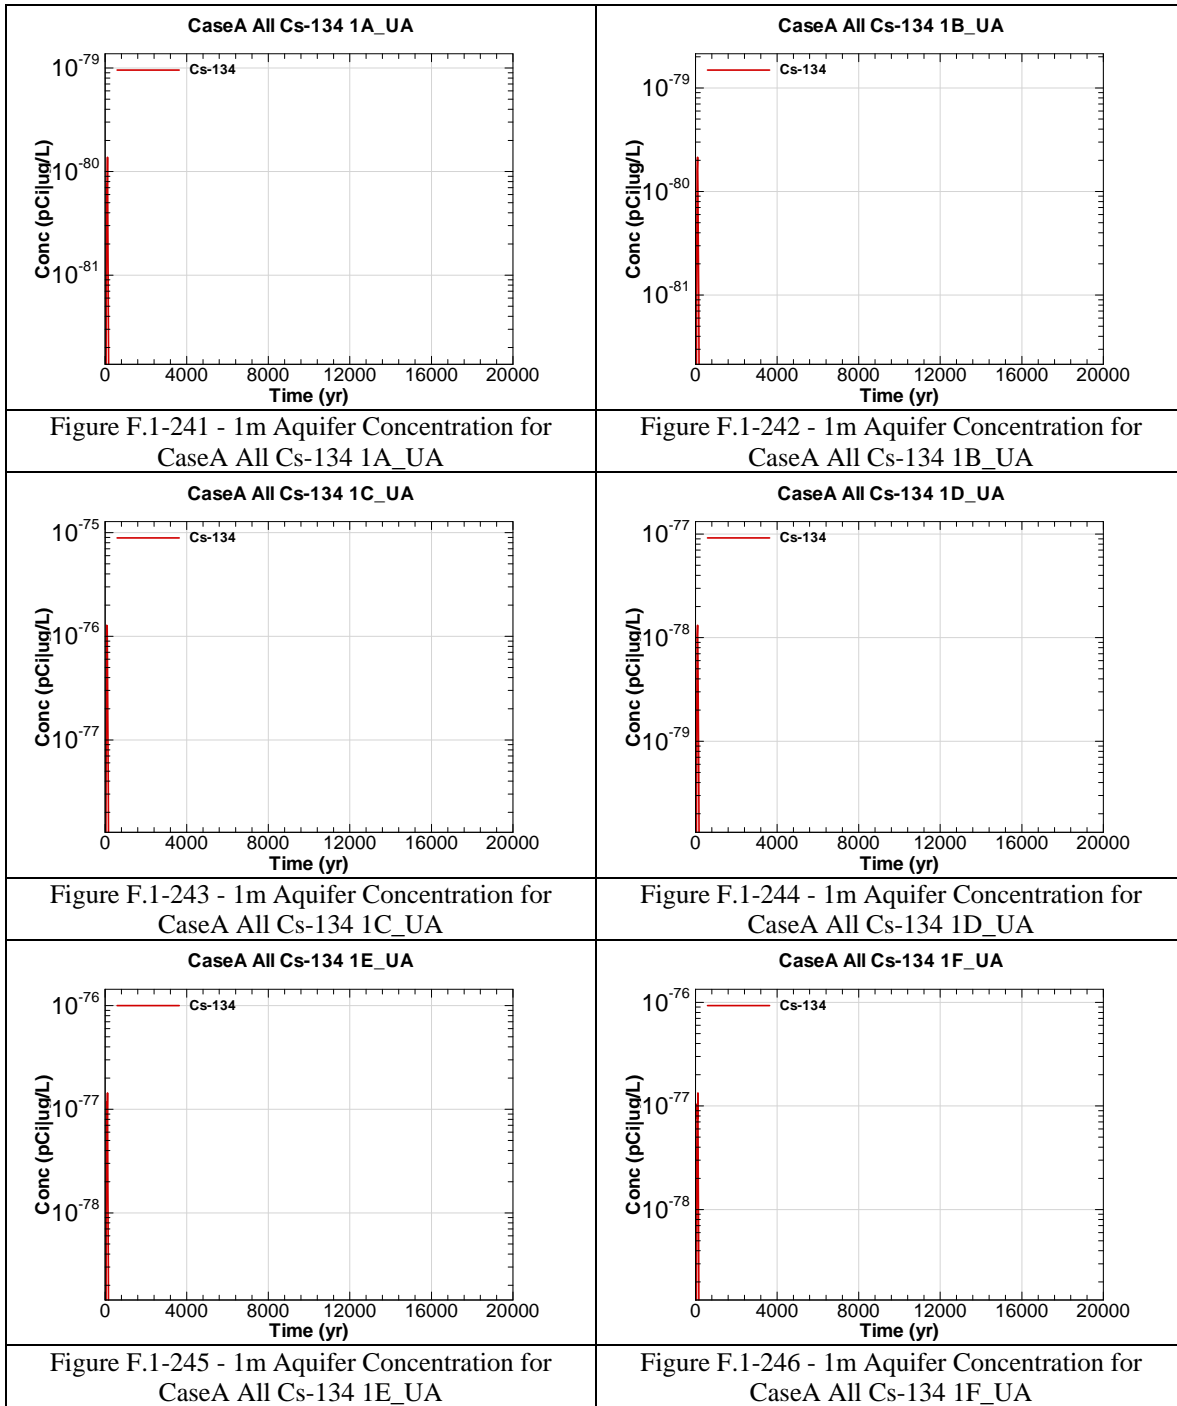 CaseA All Cs-134 1A_UA
Cs-134
10-79
10-80
10-81
Conc (pCi|ug/L)
0 4000 8000 12000 16000 20000
Time (yr)
Figure F.1-241 - 1m Aquifer Concentration for
CaseA All Cs-134 1A_UA
CaseA All Cs-134 1B_UA
Cs-134
10-79
10-80
10-81
Conc (pCi|ug/L)
0 4000 8000 12000 16000 20000
Time (yr)
Figure F.1-242 - 1m Aquifer Concentration for
CaseA All Cs-134 1B_UA
CaseA All Cs-134 1C_UA
Cs-134
10-75
10-76
10-77
Conc (pCi|ug/L)
0 4000 8000 12000 16000 20000
Time (yr)
Figure F.1-243 - 1m Aquifer Concentration for
CaseA All Cs-134 1C_UA
CaseA All Cs-134 1D_UA
Cs-134
10-77
10-78
10-79
Conc (pCi|ug/L)
0 4000 8000 12000 16000 20000
Time (yr)
Figure F.1-244 - 1m Aquifer Concentration for
CaseA All Cs-134 1D_UA
CaseA All Cs-134 1E_UA
Cs-134
10-76
10-77
10-78
Conc (pCi|ug/L)
0 4000 8000 12000 16000 20000
Time (yr)
Figure F.1-245 - 1m Aquifer Concentration for
CaseA All Cs-134 1E_UA
CaseA All Cs-134 1F_UA
Cs-134
10-76
10-77
10-78
Conc (pCi|ug/L)
0 4000 8000 12000 16000 20000
Time (yr)
Figure F.1-246 - 1m Aquifer Concentration for
CaseA All Cs-134 1F_UA